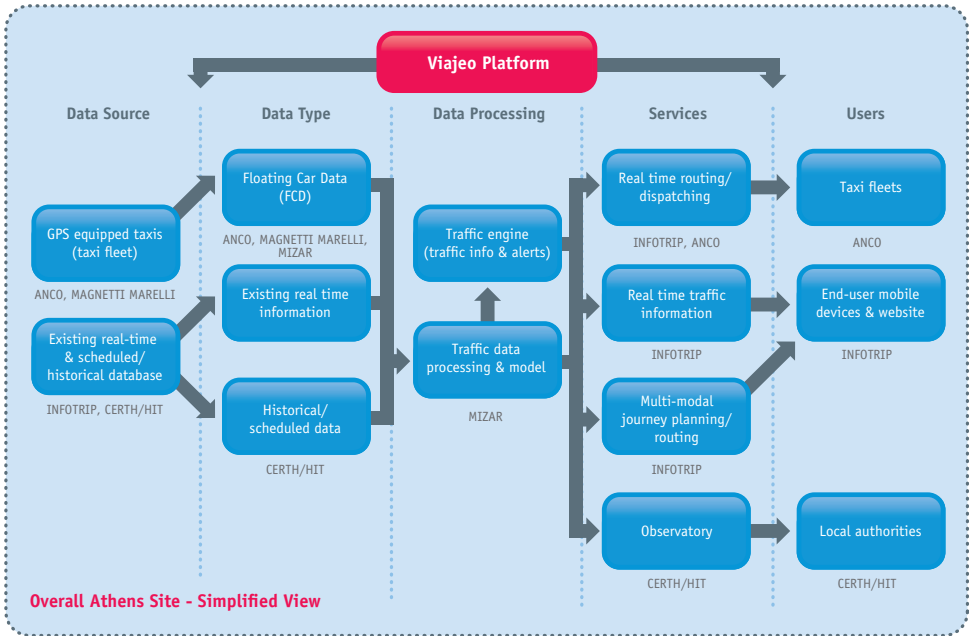 Viajeo Platform
Data Source
Data Type
Data Processing
Services
Users
GPS equipped taxis
(taxi fleet)
ANCO, MAGNETTI MARELLI
Existing real-time
& scheduled/
historical database
INFOTRIP, CERTH/HIT
Floating Car Data
(FCD)
ANCO, MAGNETTI MARELLI,
MIZAR
Existing real time
information
Historical/
scheduled data
CERTH/HIT
Traffic engine
(traffic info & alerts)
Traffic data
processing & model
MIZAR
Real time routing/
dispatching
INFOTRIP, ANCO
Real time traffic
information
INFOTRIP
Multi-modal
journey planning/
routing
INFOTRIP
Observatory
CERTH/HIT
Taxi fleets
ANCO
End-user mobile
devices & website
INFOTRIP
Local authorities
CERTH/HIT
Overall Athens Site - Simplified View